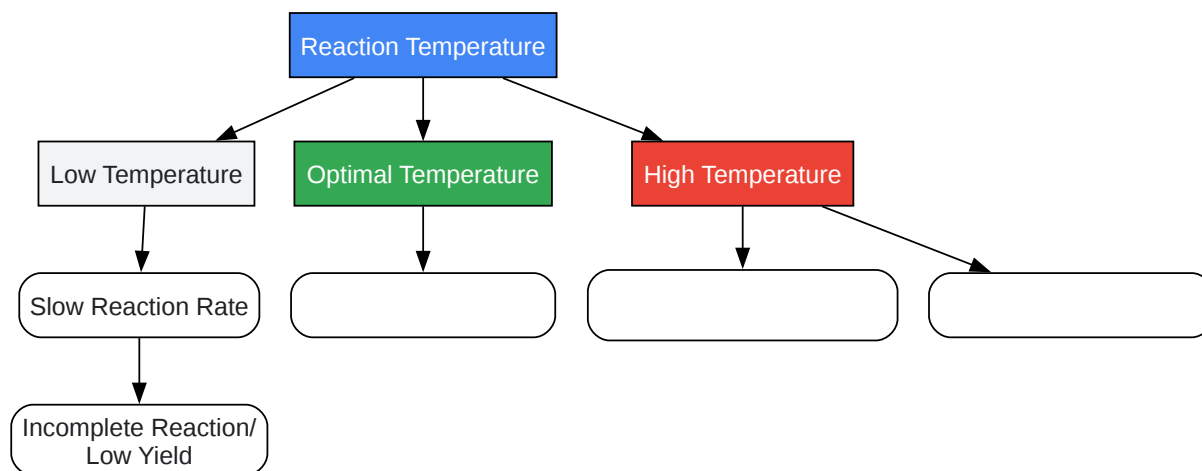 Reaction Temperature
Low Temperature
Optimal Temperature
High Temperature
Slow Reaction Rate
Incomplete Reaction/
Low Yield